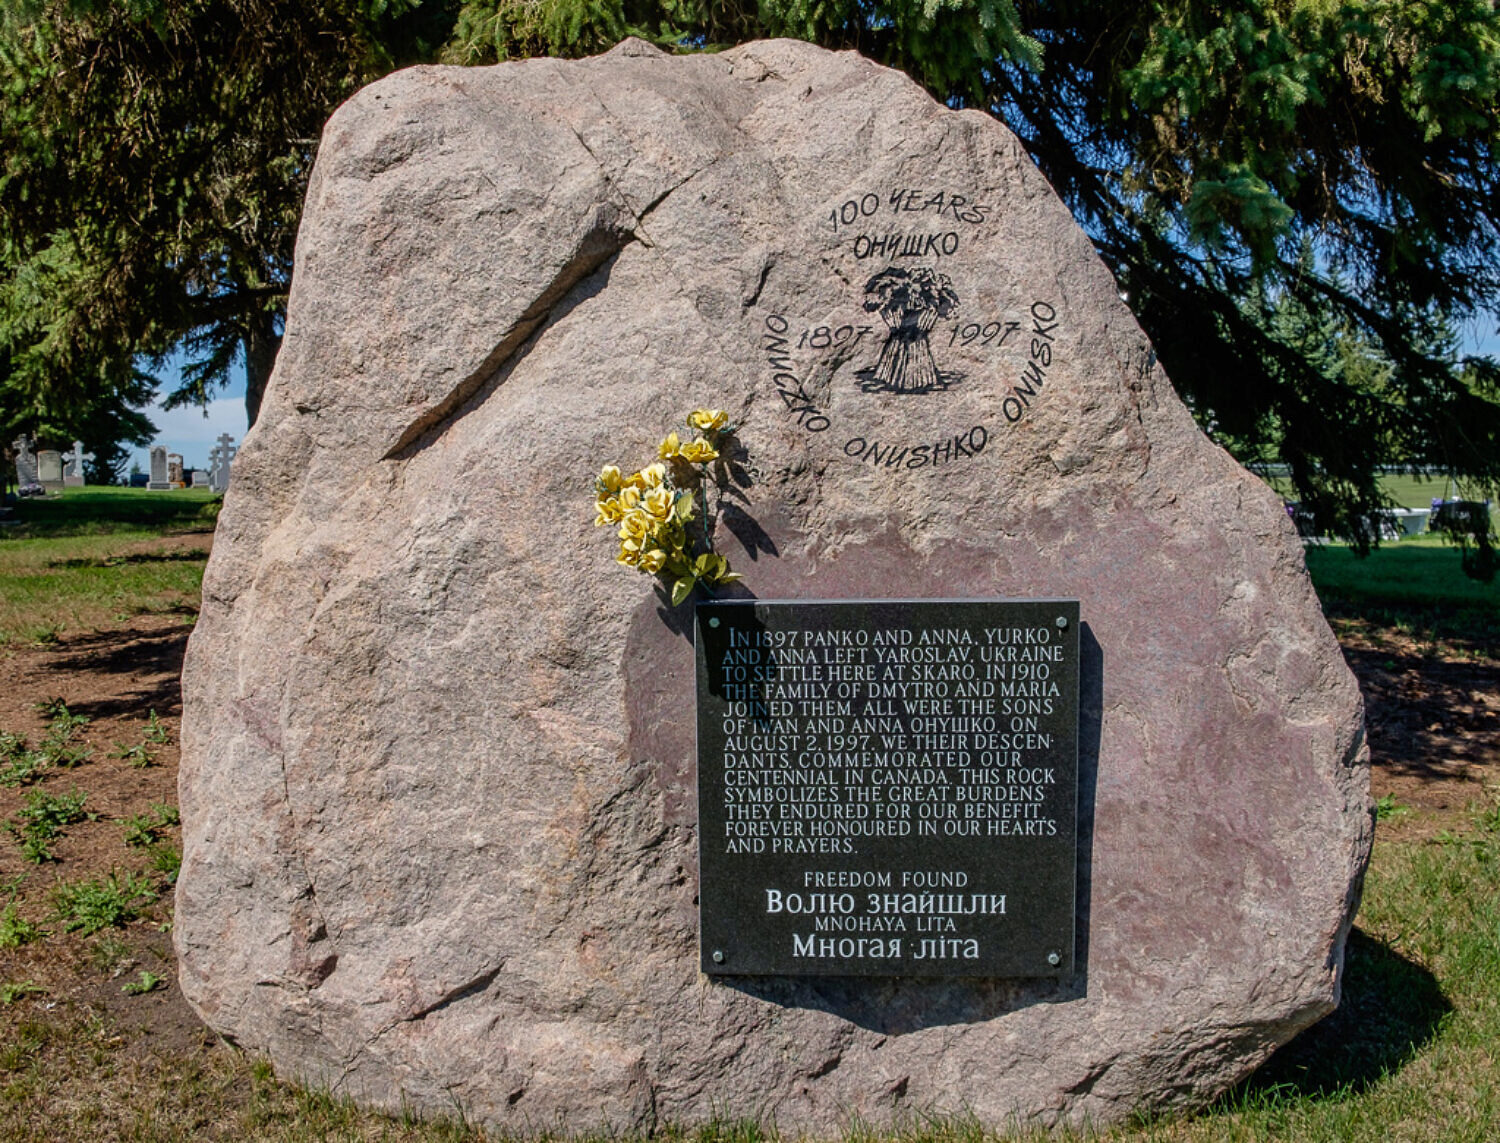 100 YEARS
ОНУШКО
1897 1997
ONUCZKO
ONUSHKO
ONUSKO
IN 1897 PANKO AND ANNA, YURKO
AND ANNA LEFT YAROSLAV, UKRAINE
TO SETTLE HERE AT SKARO. IN 1910
THE FAMILY OF DMYTRO AND MARIA
JOINED THEM. ALL WERE THE SONS
OF IWAN AND ANNA ОНУШКО. ON
AUGUST 2, 1997, WE THEIR DESCEN-
DANTS, COMMEMORATED OUR
CENTENNIAL IN CANADA. THIS ROCK
SYMBOLIZES THE GREAT BURDENS
THEY ENDURED FOR OUR BENEFIT,
FOREVER HONOURED IN OUR HEARTS
AND PRAYERS.
FREEDOM FOUND
Волю знайшли
MNOHAYA LITA
Многая літа